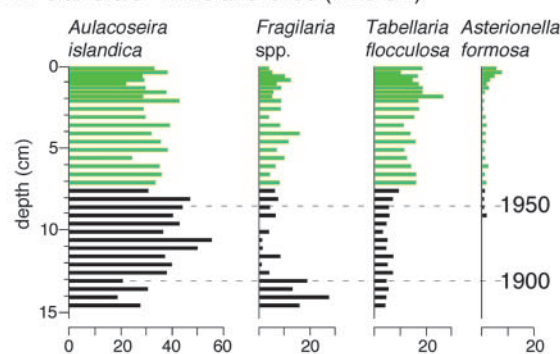 Aulacoseira Fragilaria Tabellaria Asterionella
islandica spp. flocculosa formosa
0
5
depth (cm)
1950
10
1900
15
0 20 40 60 20 20 0 20